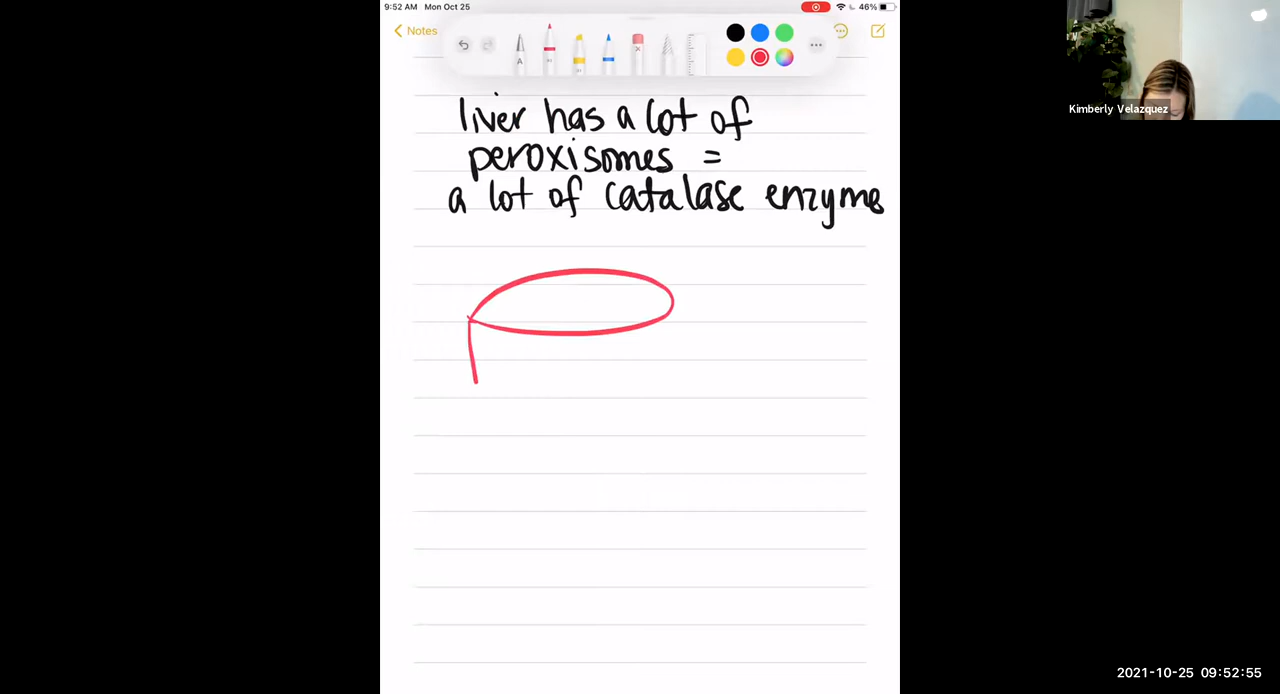 9:52 AM Mon Oct 25
46%
Notes
A
liver has a lot of
peroxisomes =
a lot of catalase enzyme
Kimberly Velazquez
2021-10-25 09:52:55